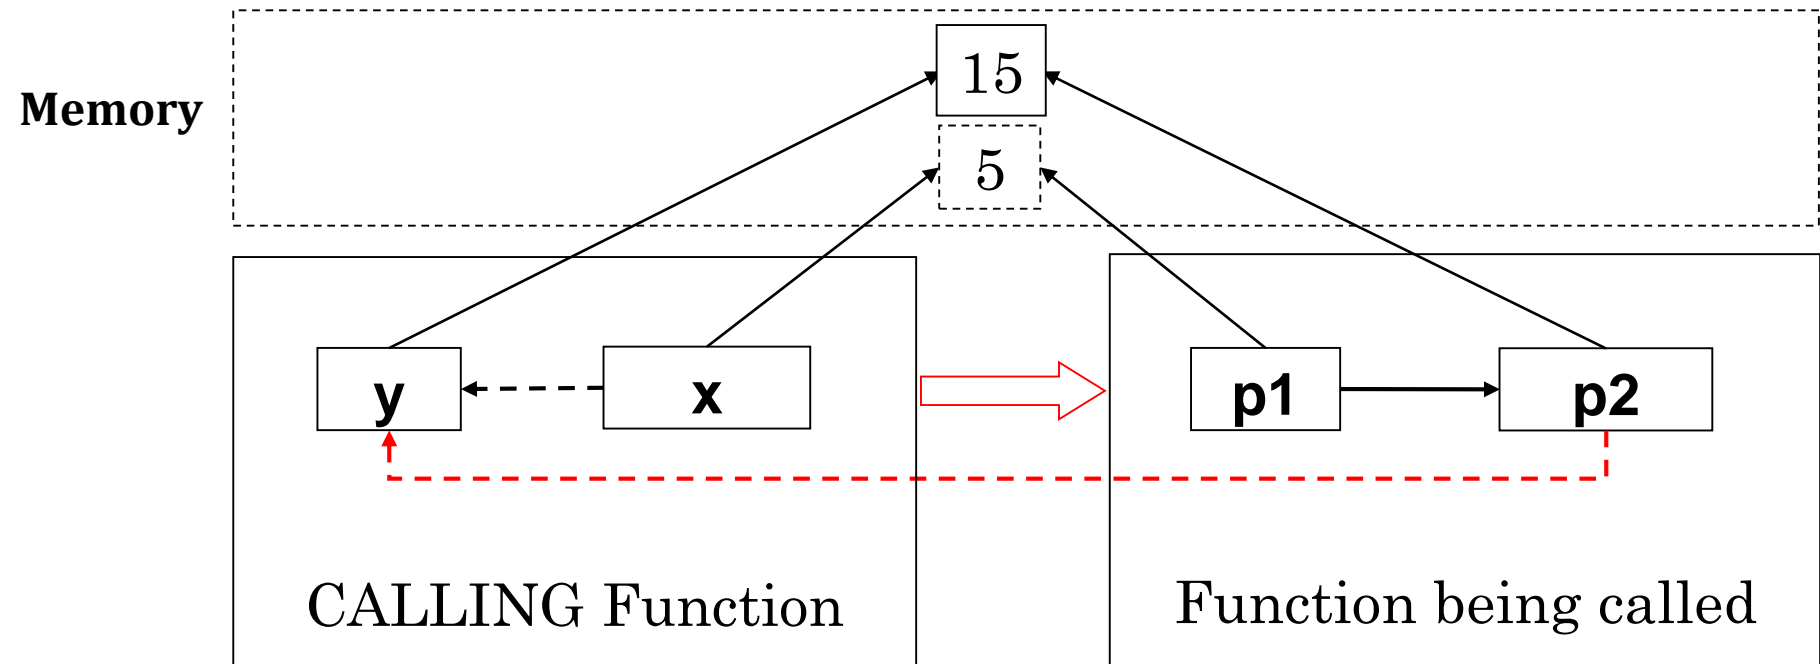 Memory
15
5
y
x
p1
p2
CALLING Function
Function being called